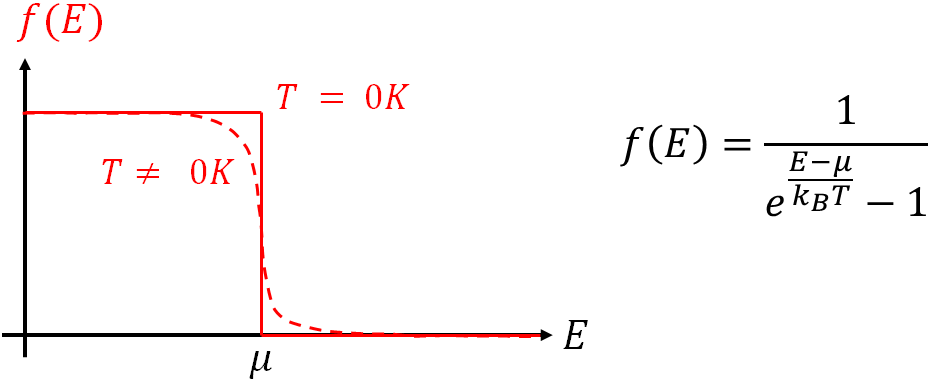 f(E)
T = 0K
T ≠ 0K
E
μ
f(E) = 1 / (e^((E−μ)/(k_B T)) − 1)